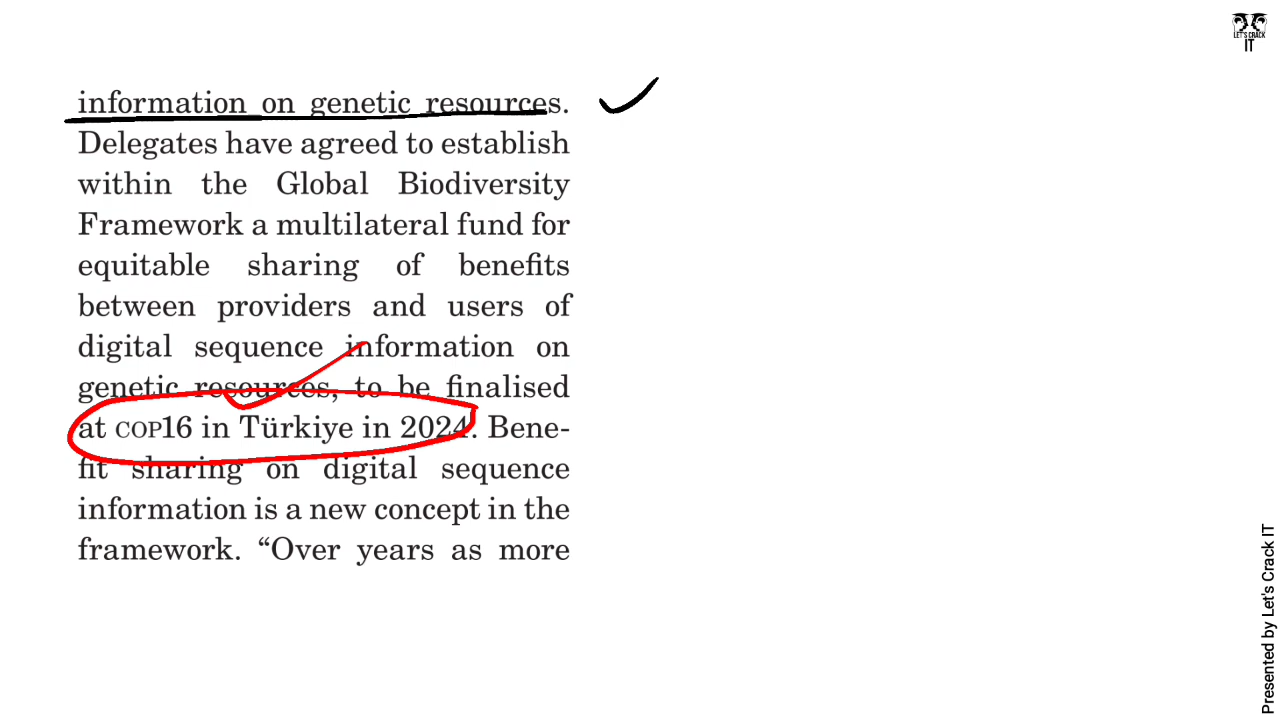 LET'S CRACK
IT
information on genetic resources.
Delegates have agreed to establish
within the Global Biodiversity
Framework a multilateral fund for
equitable sharing of benefits
between providers and users of
digital sequence information on
genetic resources, to be finalised
at COP16 in Türkiye in 2024. Bene-
fit sharing on digital sequence
information is a new concept in the
framework. “Over years as more
Presented by Let's Crack IT